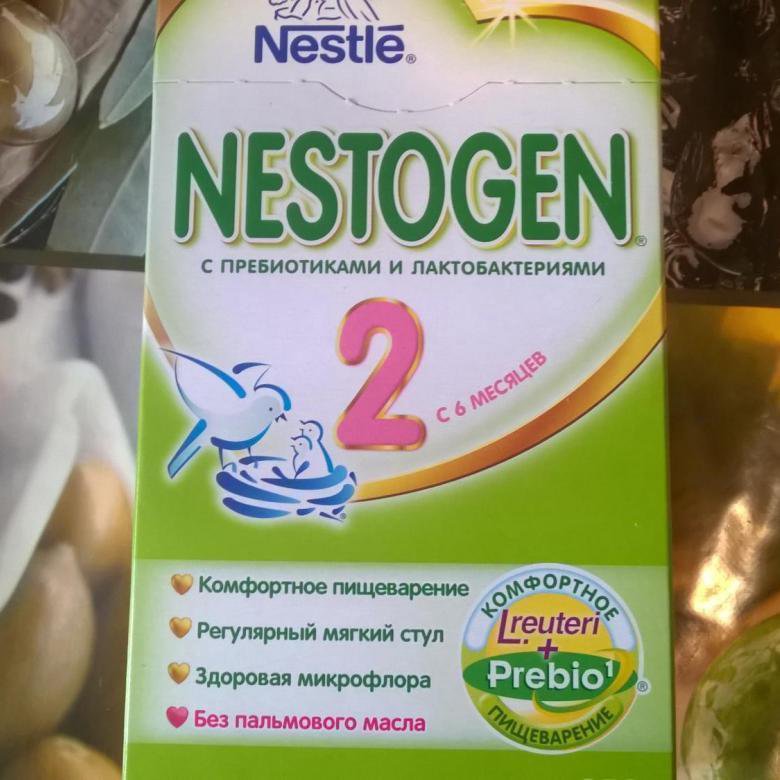 Nestlé®
NESTOGEN®
С ПРЕБИОТИКАМИ И ЛАКТОБАКТЕРИЯМИ
2
С 6 МЕСЯЦЕВ
®
Комфортное пищеварение
Регулярный мягкий стул
Здоровая микрофлора
Без пальмового масла
КОМФОРТНОЕ
L.reuteri
+
Prebio¹
®
ПИЩЕВАРЕНИЕ